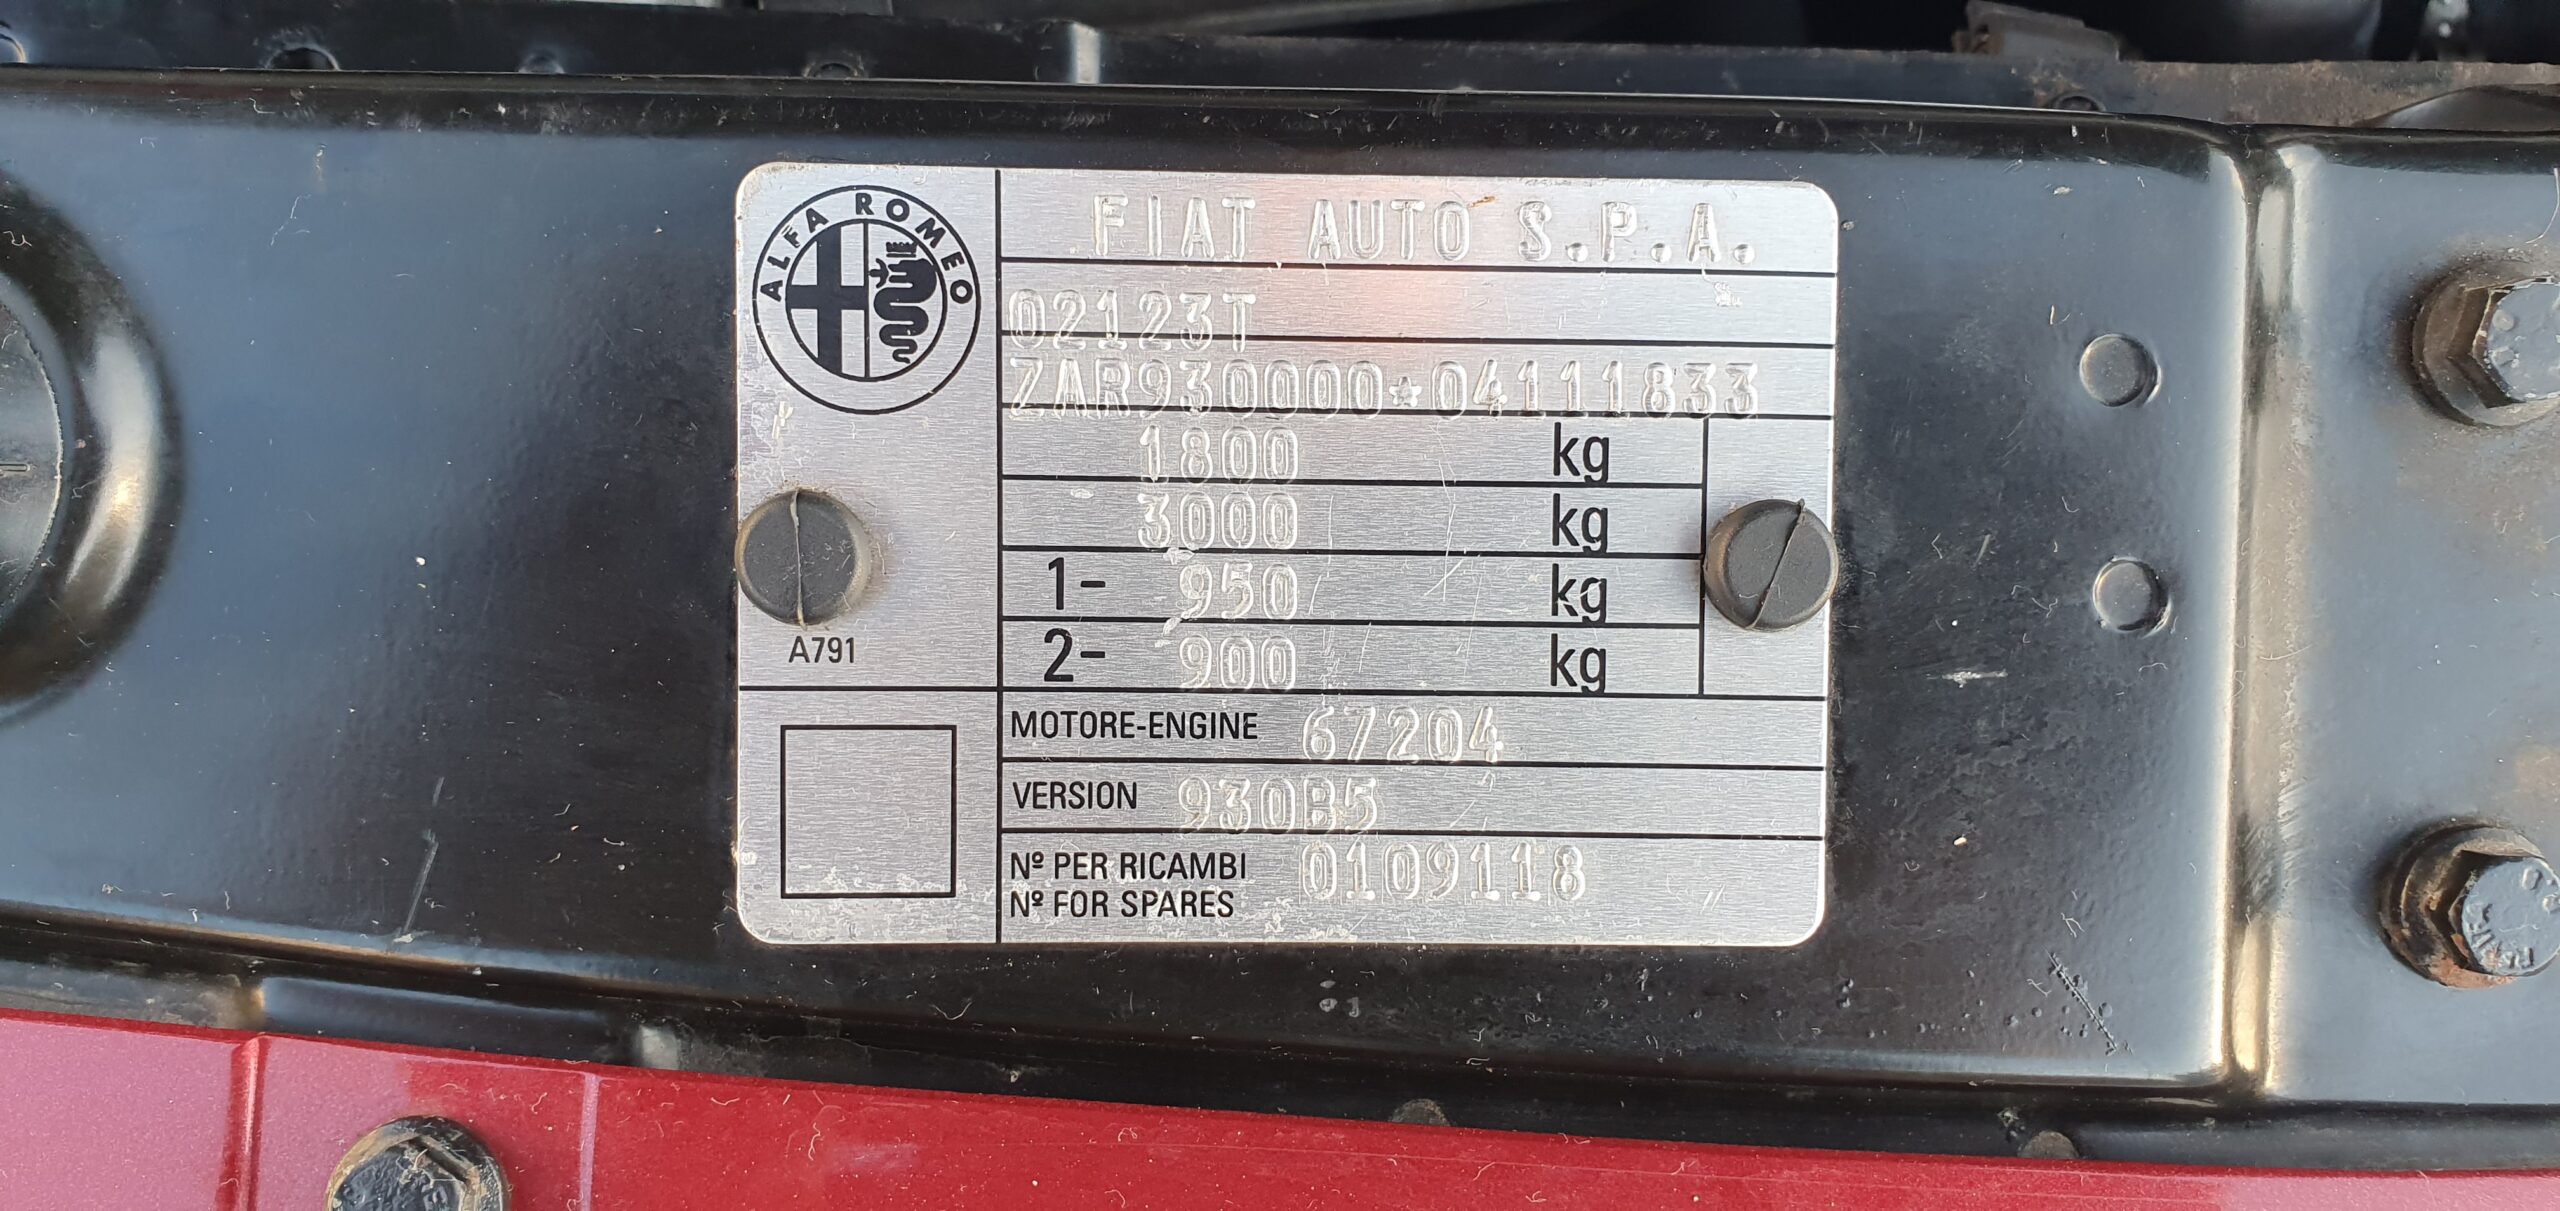 ALFA ROMEO
FIAT AUTO S.P.A.
02123T
ZAR930000*04111833
1800 kg
3000 kg
1- 950 kg
2- 900 kg
A791
MOTORE-ENGINE 67204
VERSION 930B5
Nº PER RICAMBI 0109118
Nº FOR SPARES